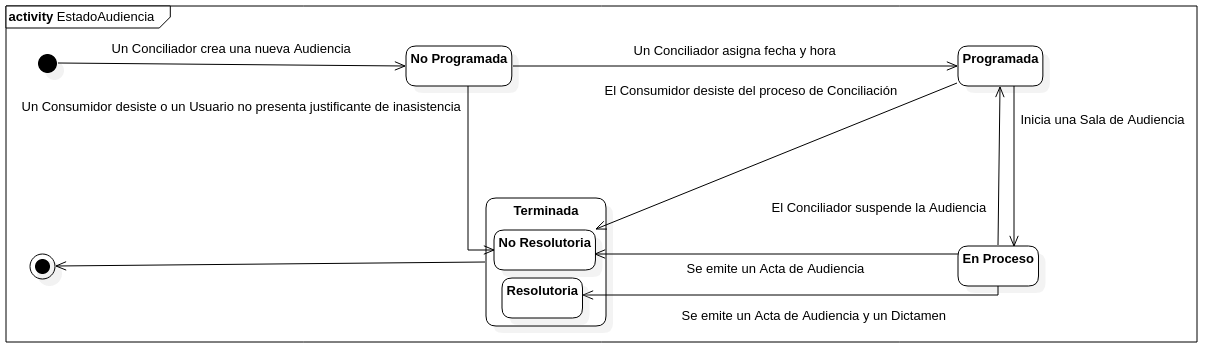 activity EstadoAudiencia
Un Conciliador crea una nueva Audiencia
No Programada
Un Conciliador asigna fecha y hora
Programada
Un Consumidor desiste o un Usuario no presenta justificante de inasistencia
El Consumidor desiste del proceso de Conciliación
Inicia una Sala de Audiencia
Terminada
El Conciliador suspende la Audiencia
No Resolutoria
En Proceso
Se emite un Acta de Audiencia
Resolutoria
Se emite un Acta de Audiencia y un Dictamen